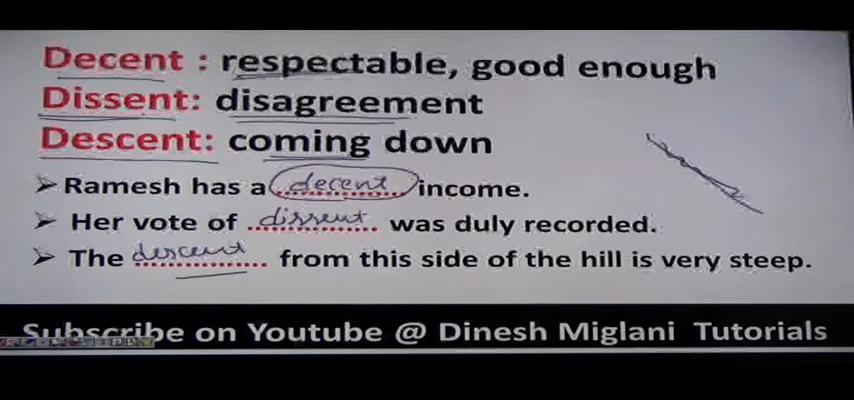 Decent : respectable, good enough
Dissent: disagreement
Descent: coming down
➤ Ramesh has a decent income.
➤ Her vote of dissent was duly recorded.
➤ The descent from this side of the hill is very steep.
Subscribe on Youtube @ Dinesh Miglani Tutorials